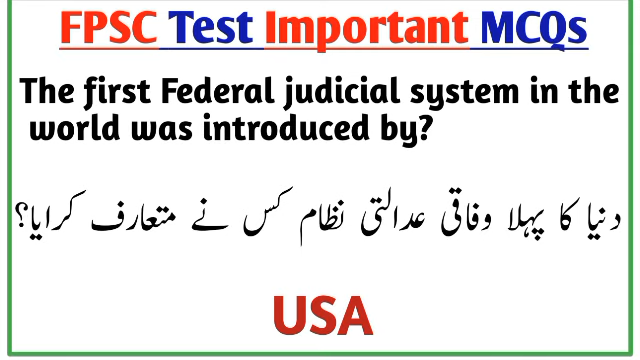 FPSC Test Important MCQs
The first Federal judicial system in the
world was introduced by?
دنیا کا پہلا وفاقی عدالتی نظام کس نے متعارف کرایا؟
USA